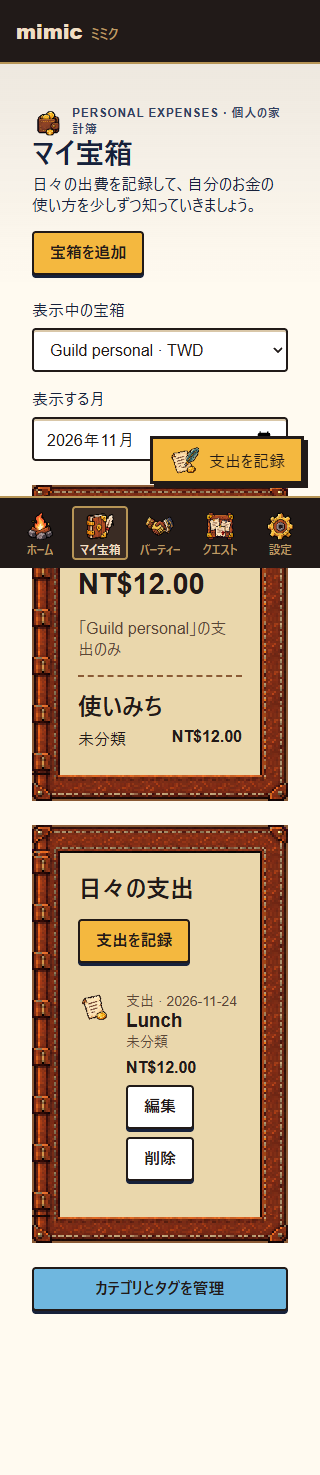 mimic ミミク
PERSONAL EXPENSES · 個人の家
計簿
マイ宝箱
日々の出費を記録して、自分のお金の
使い方を少しずつ知っていきましょう。
宝箱を追加
表示中の宝箱
Guild personal · TWD
表示する月
2026年11月
支出を記録
ホーム
マイ宝箱
パーティー
クエスト
設定
NT$12.00
「Guild personal」の支
出のみ
使いみち
未分類 NT$12.00
日々の支出
支出を記録
支出 · 2026-11-24
Lunch
未分類
NT$12.00
編集
削除
カテゴリとタグを管理